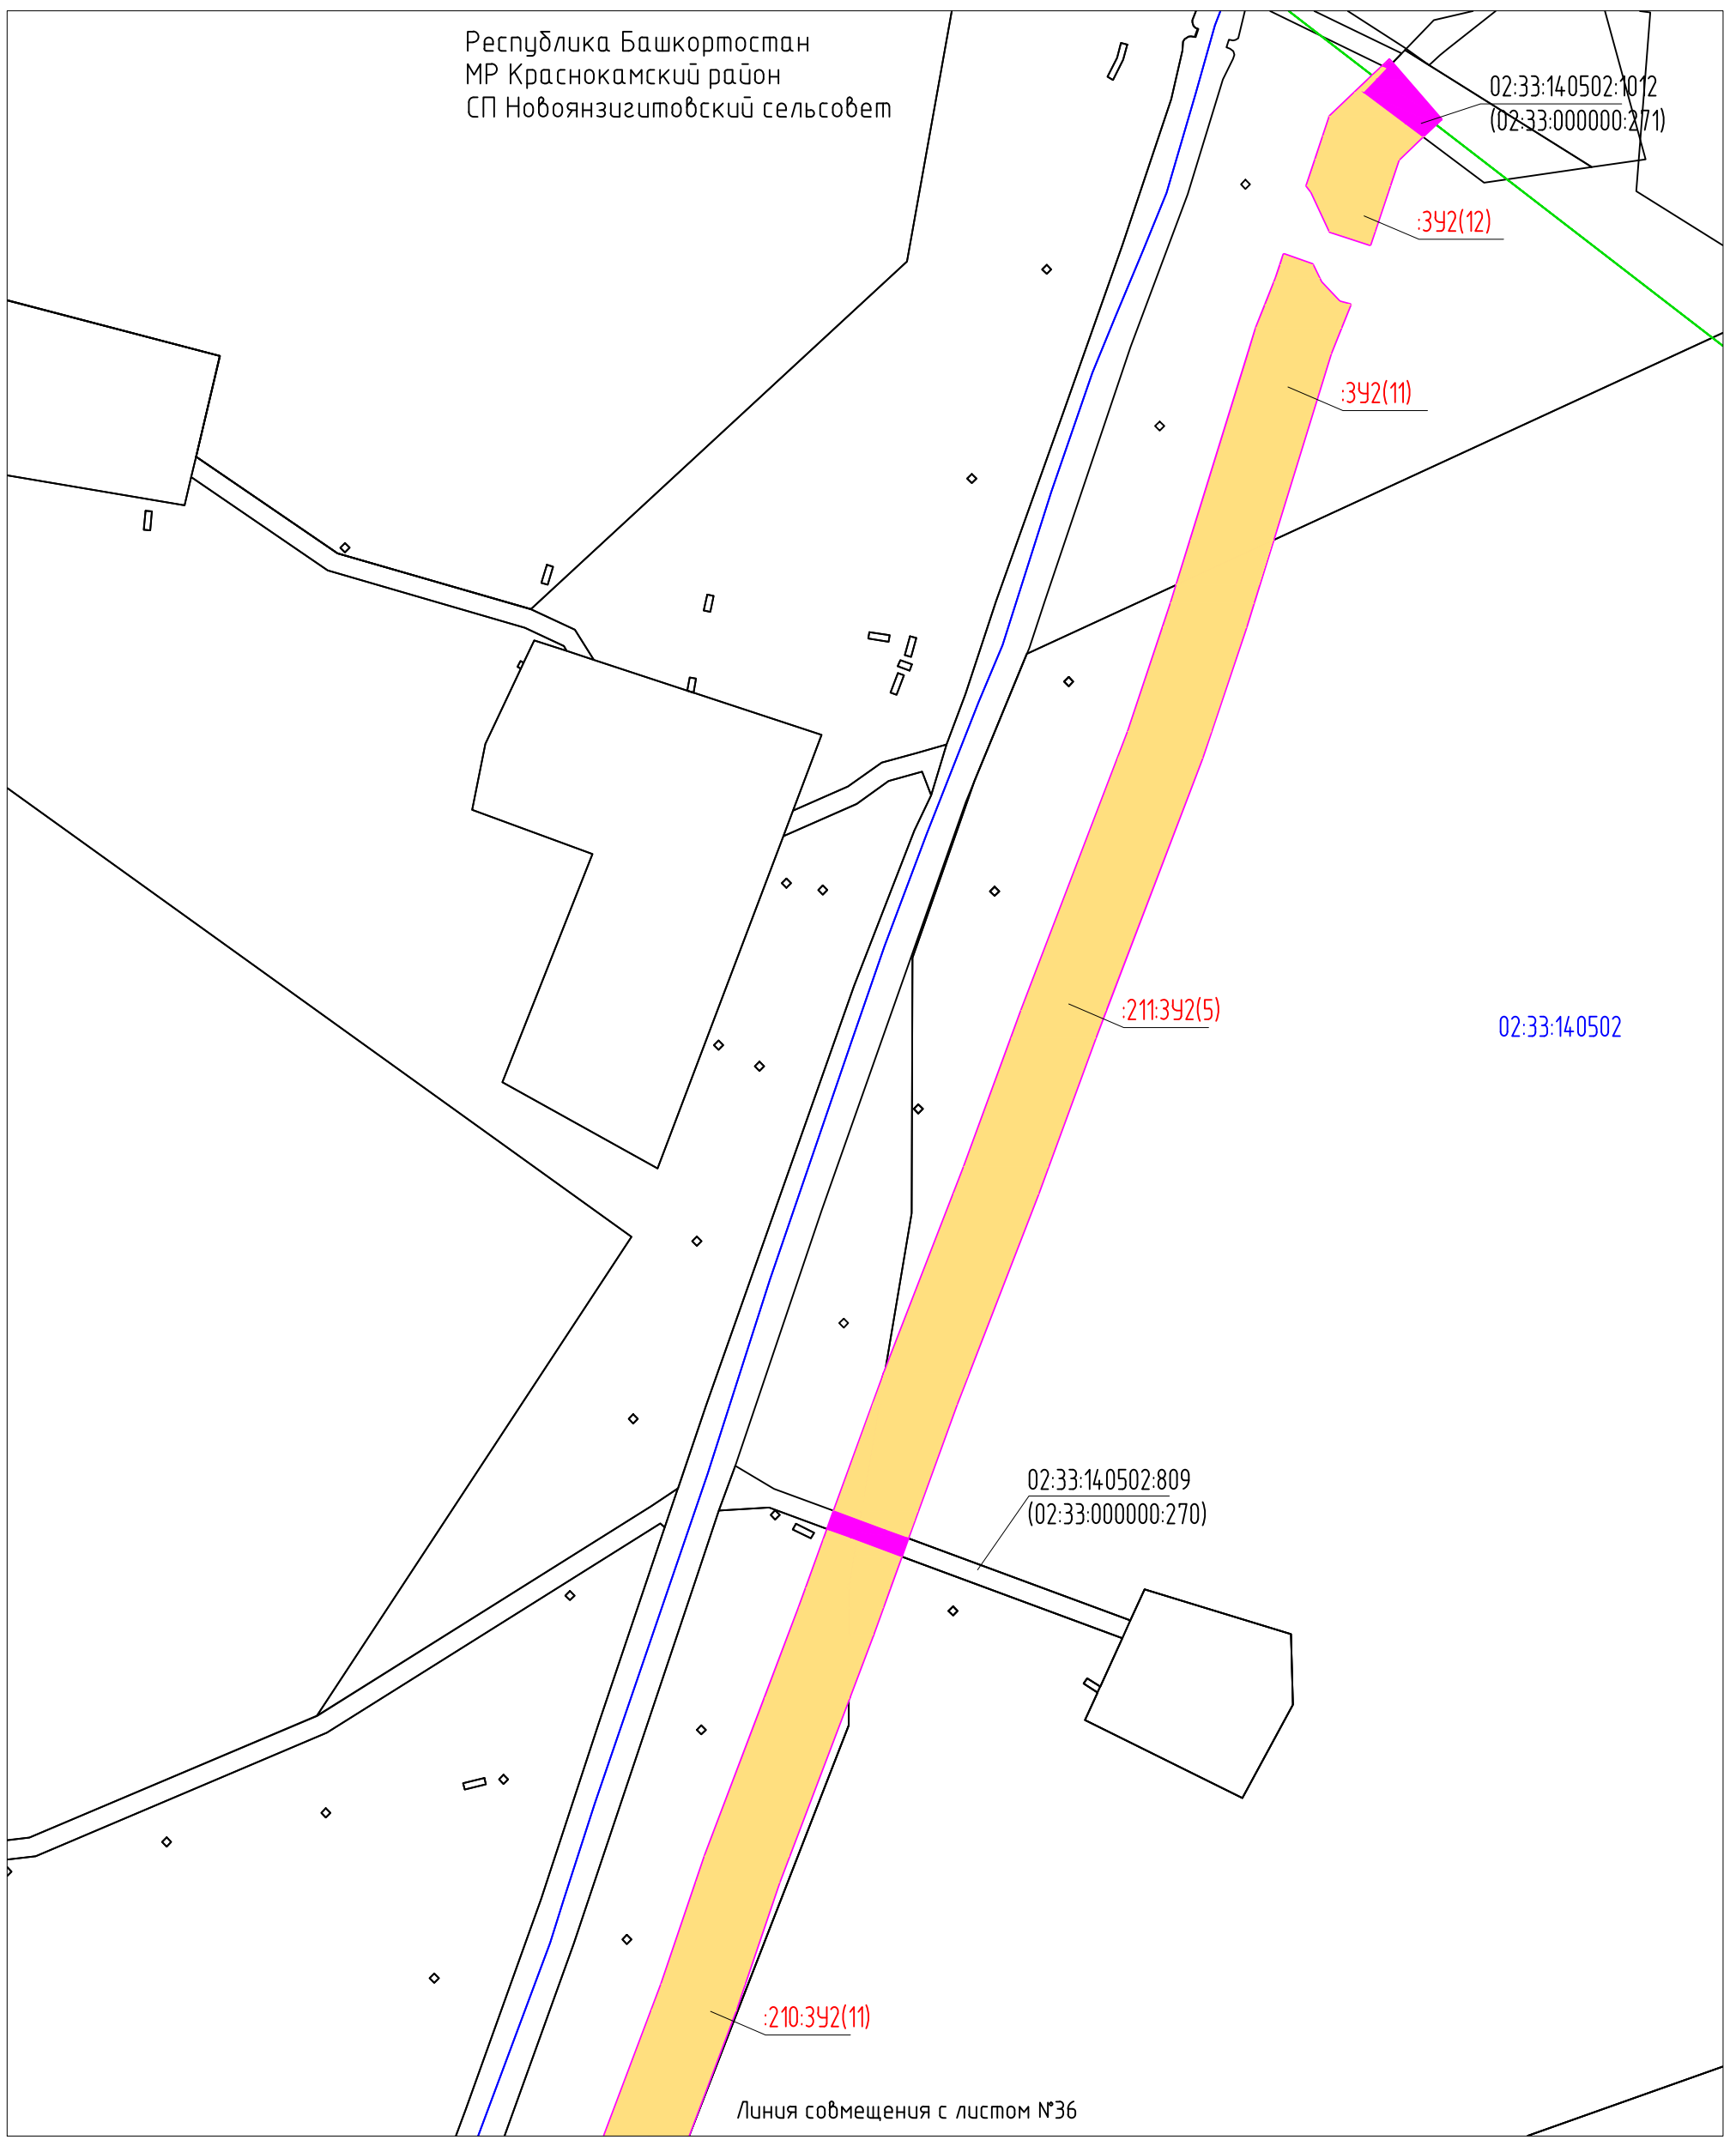 Республика Башкортостан
МР Краснокамский район
СП Новоянзигитовский сельсовет
02:33:140502:1012
(02:33:000000:271)
:ЗУ2(12)
:ЗУ2(11)
:211:ЗУ2(5)
02:33:140502
02:33:140502:809
(02:33:000000:270)
:210:ЗУ2(11)
Линия совмещения с листом №36